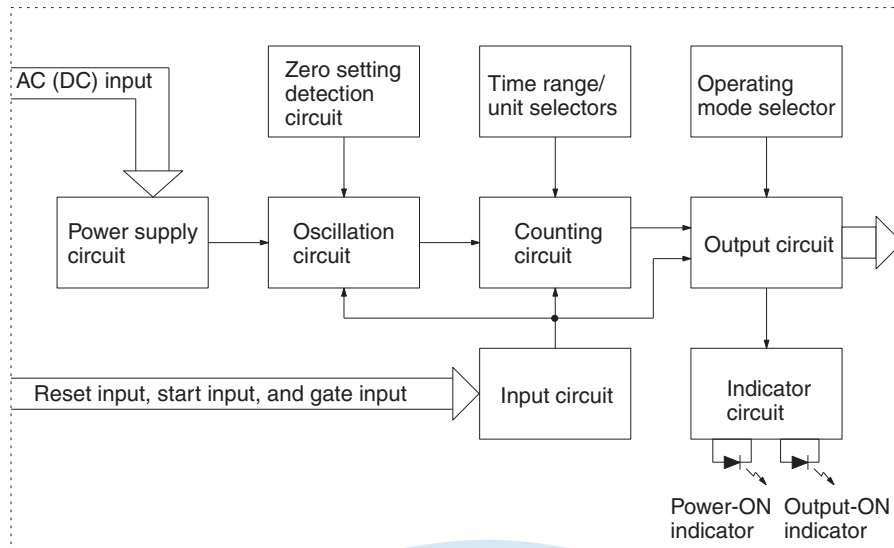 AC (DC) input
Zero setting
detection
circuit
Time range/
unit selectors
Operating
mode selector
Power supply
circuit
Oscillation
circuit
Counting
circuit
Output circuit
Reset input, start input, and gate input
Input circuit
Indicator
circuit
Power-ON
indicator
Output-ON
indicator